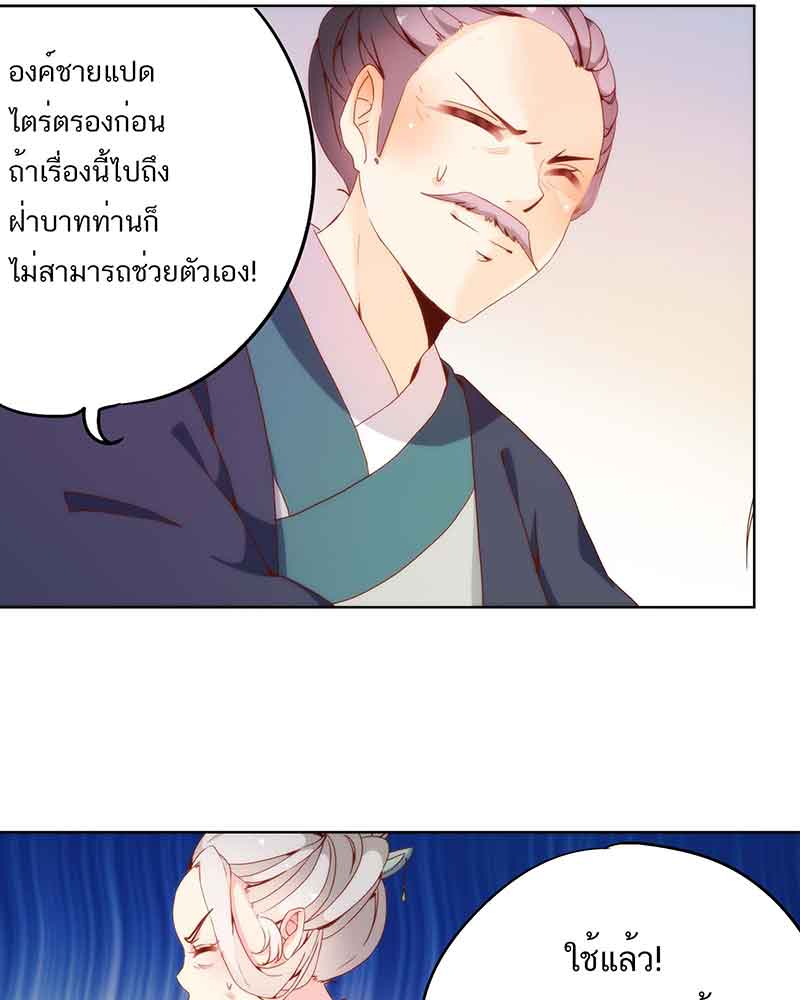 องค์ชายแปด
ไตร่ตรองก่อน
ถ้าเรื่องนี้ไปถึง
ฝ่าบาทท่านก็
ไม่สามารถช่วยตัวเอง!
ใช้แล้ว!